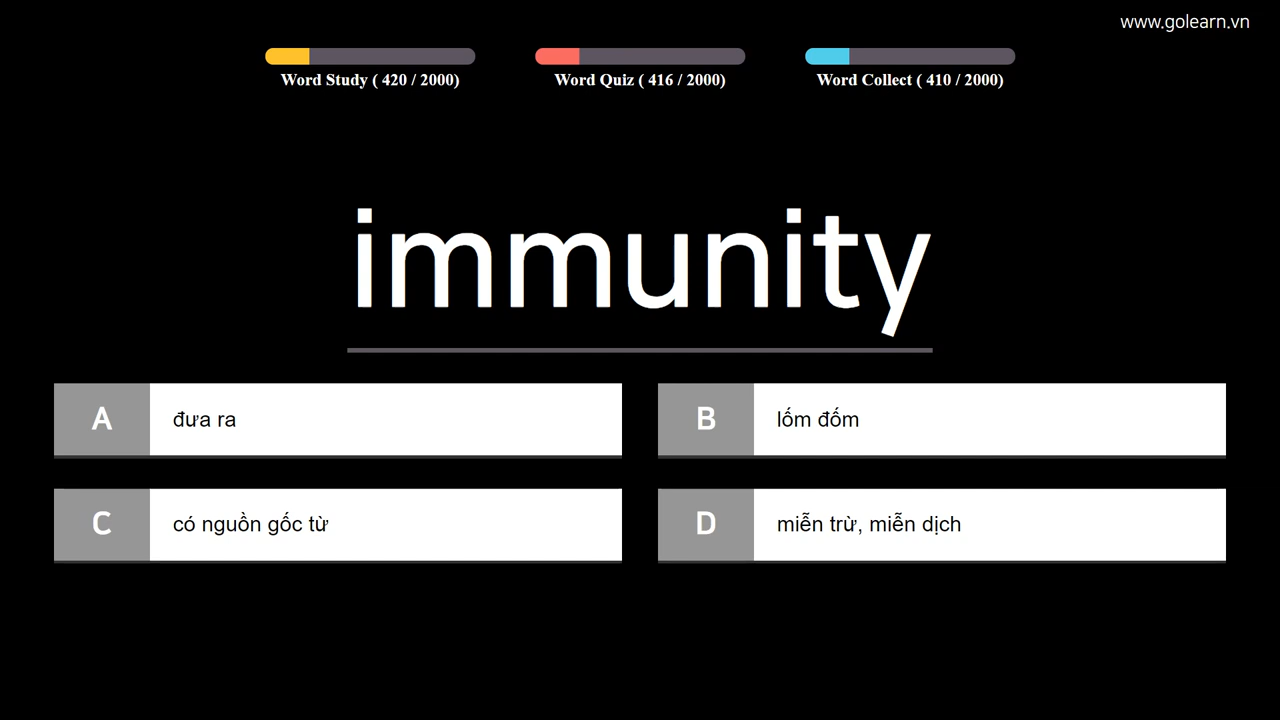 www.golearn.vn
Word Study ( 420 / 2000)
Word Quiz ( 416 / 2000)
Word Collect ( 410 / 2000)
immunity
A đưa ra
B lốm đốm
C có nguồn gốc từ
D miễn trừ, miễn dịch